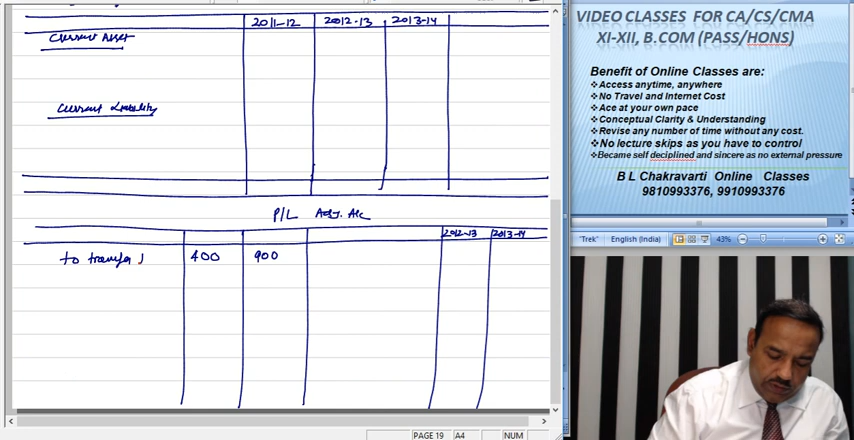 2011-12 2012-13 2013-14
Current Asset
Current Liability
P/L Adj. A/c
2012-13 2013-14
To transfer 400 900
PAGE 19 A4 NUM
VIDEO CLASSES FOR CA/CS/CMA
XI-XII, B.COM (PASS/HONS)
Benefit of Online Classes are:
Access anytime, anywhere
No Travel and Internet Cost
Ace at your own pace
Conceptual Clarity & Understanding
Revise any number of time without any cost.
No lecture skips as you have to control
Became self deciplined and sincere as no external pressure
B L Chakravarti Online Classes
9810993376, 9910993376
"Trek" English (India) 43%